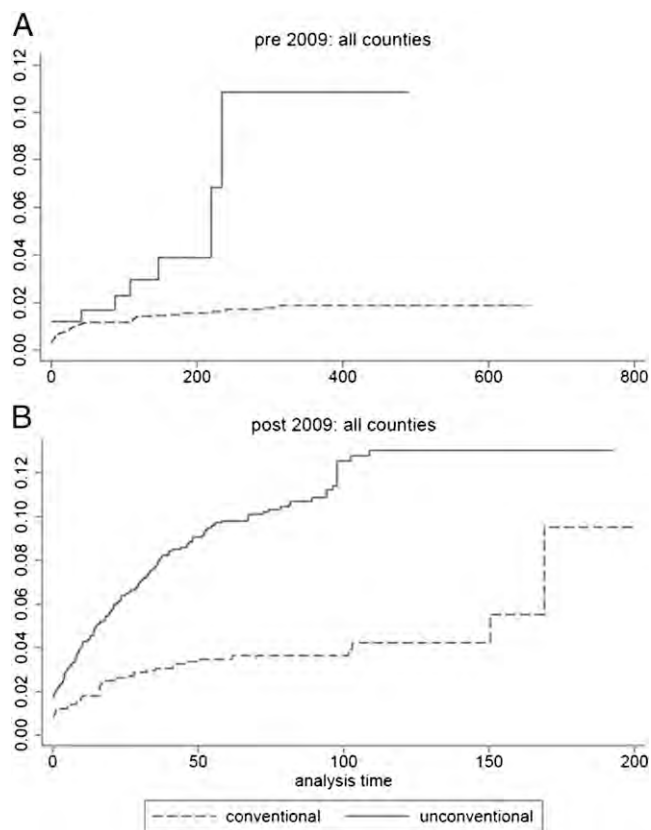 A
pre 2009: all counties
0.12
0.10
0.08
0.06
0.04
0.02
0.00
0 200 400 600 800
B
post 2009: all counties
0.12
0.10
0.08
0.06
0.04
0.02
0.00
0 50 100 150 200
analysis time
conventional unconventional